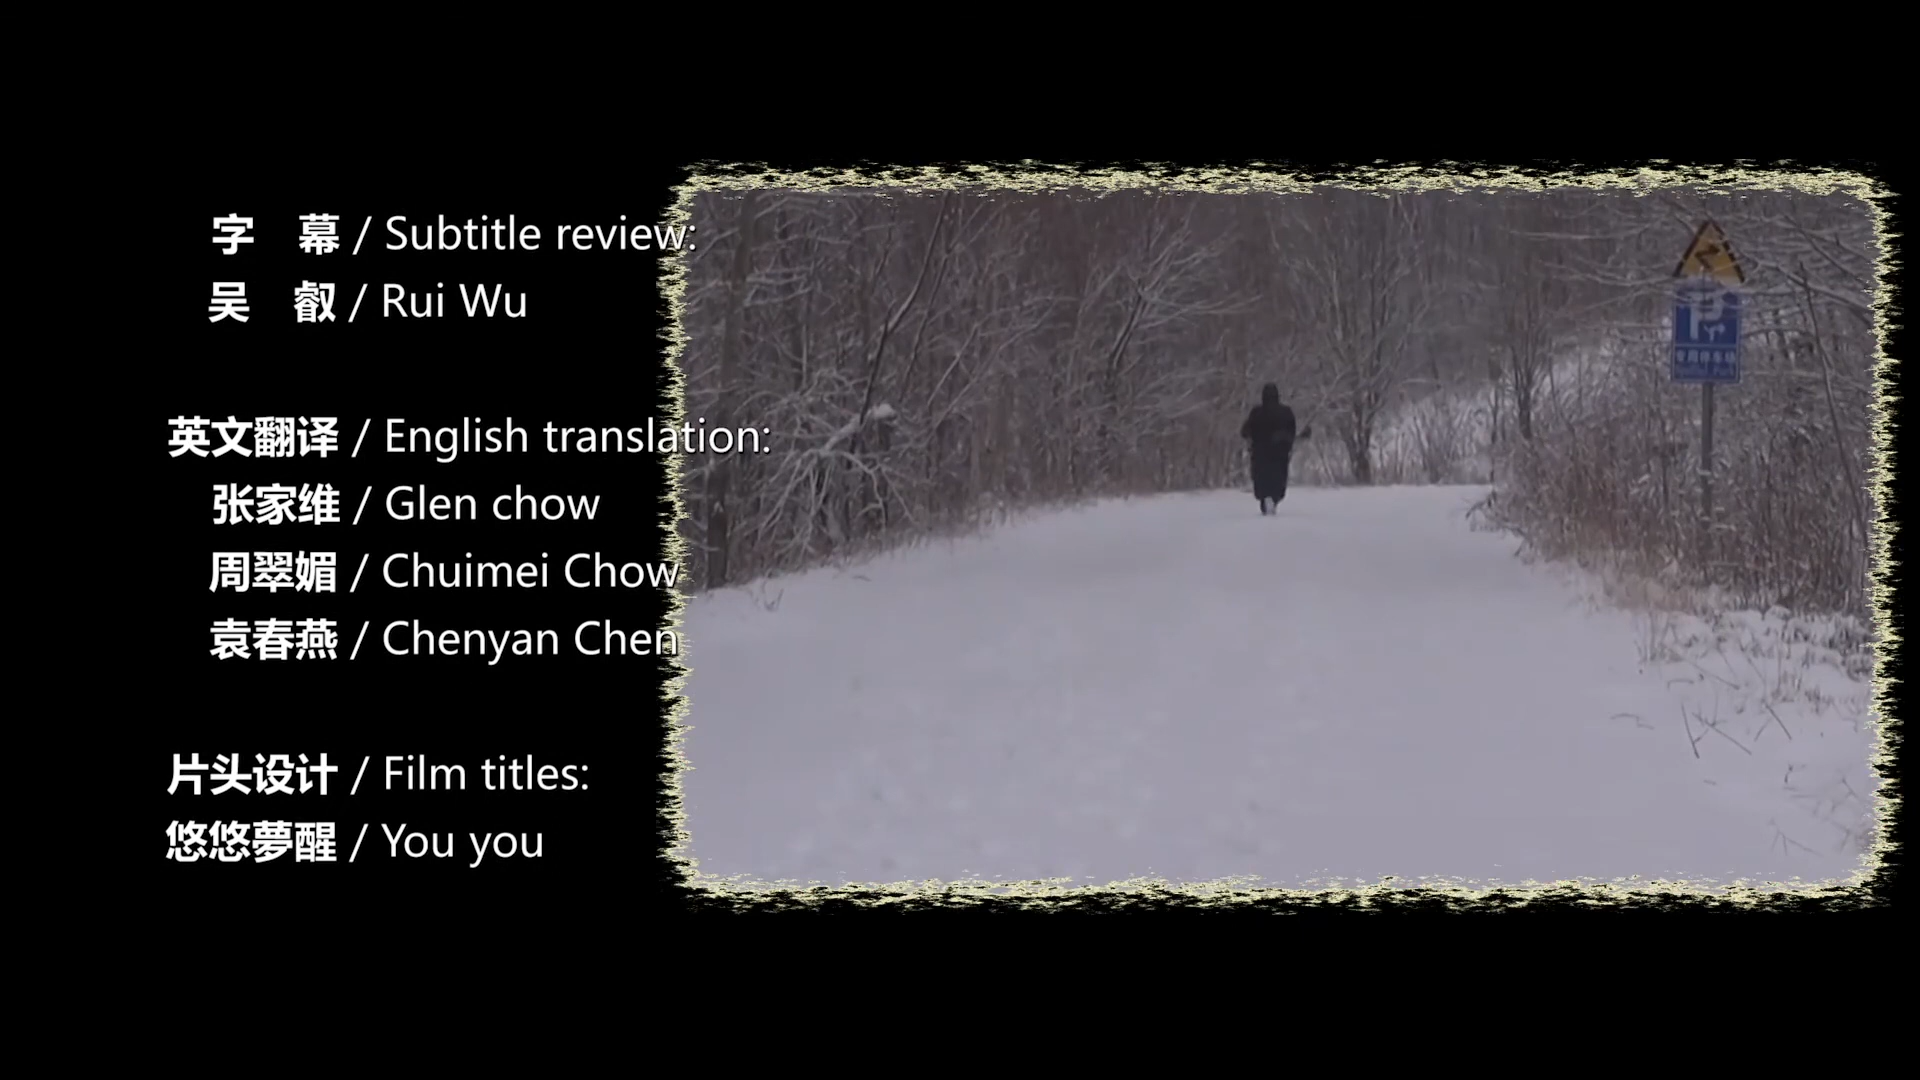 字 幕 / Subtitle review:
吴 叡 / Rui Wu
英文翻译 / English translation:
张家维 / Glen chow
周翠媚 / Chuimei Chow
袁春燕 / Chenyan Chen
片头设计 / Film titles:
悠悠夢醒 / You you
P